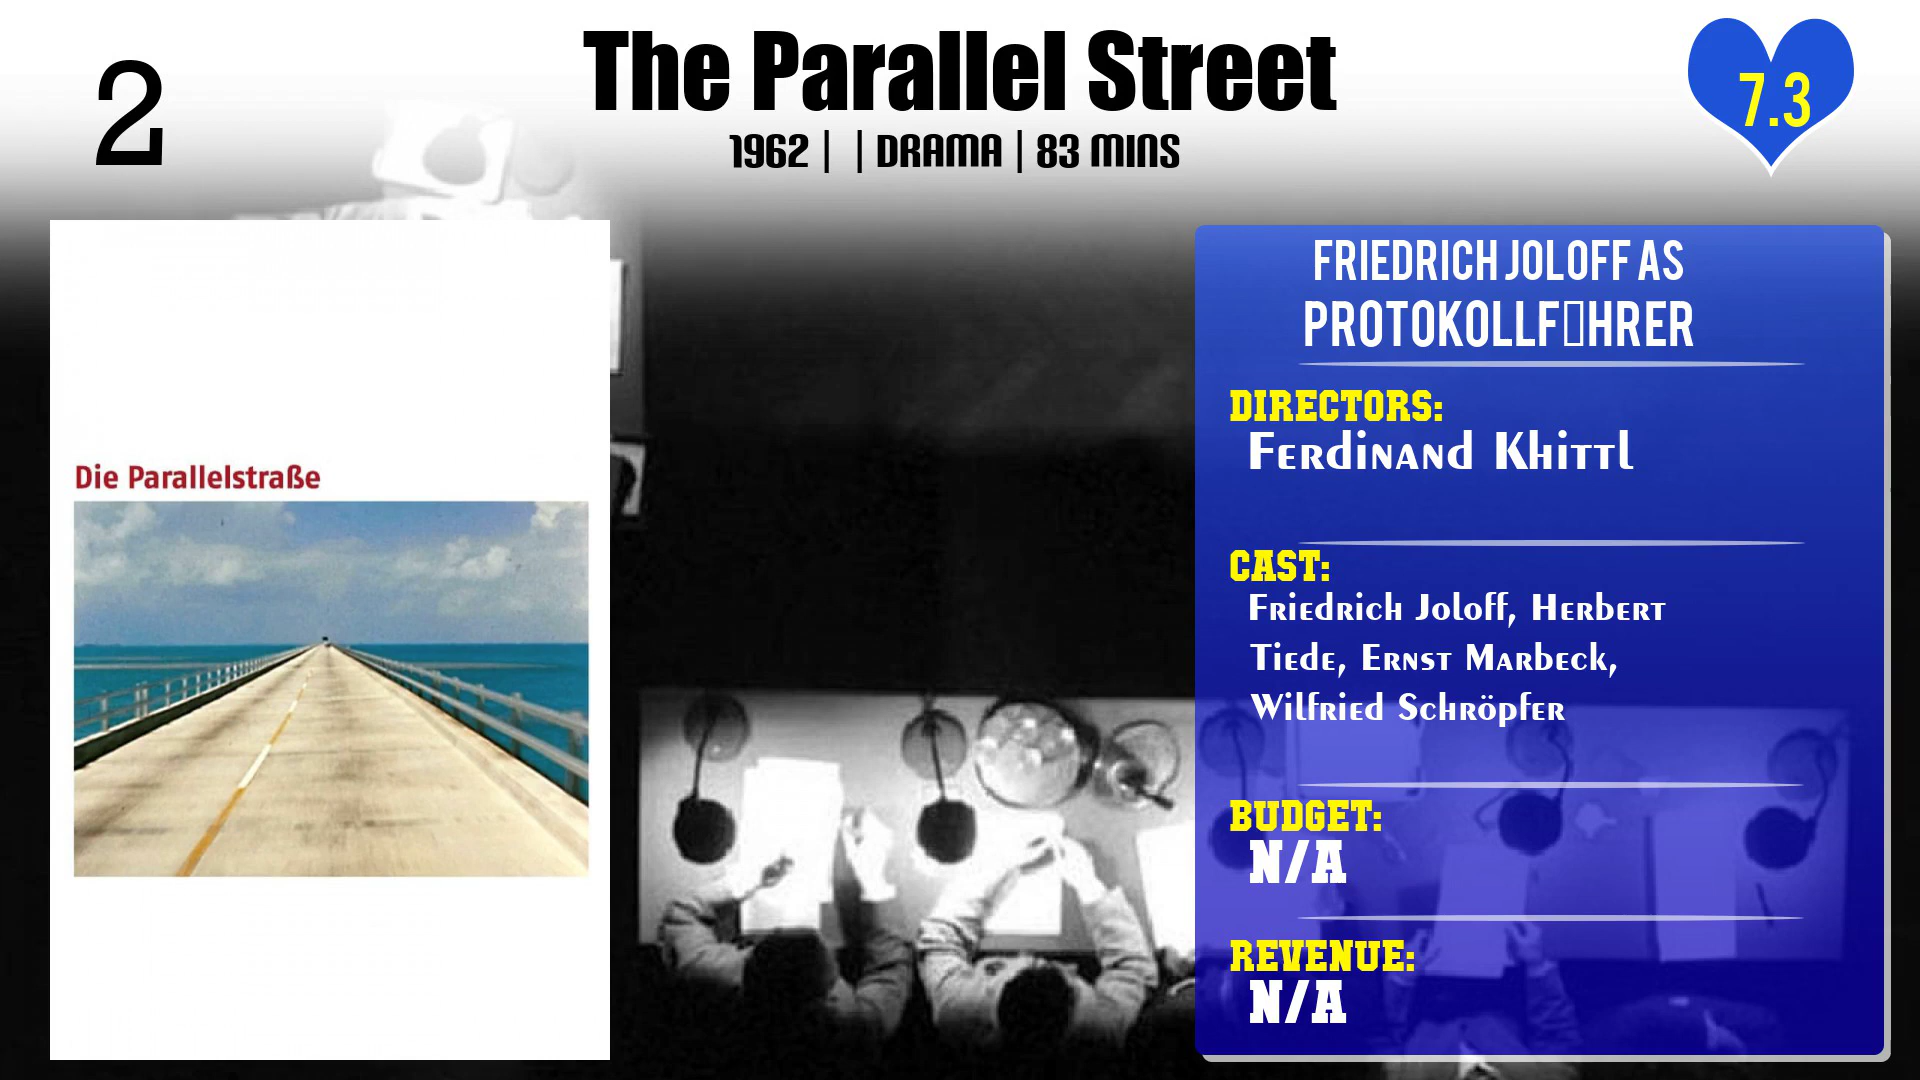 2
The Parallel Street
7.3
1962 | | DRAMA | 83 MINS
Die Parallelstraße
FRIEDRICH JOLOFF AS
PROTOKOLLF▯HRER
DIRECTORS:
Ferdinand Khittl
CAST:
Friedrich Joloff, Herbert
Tiede, Ernst Marbeck,
Wilfried Schröpfer
BUDGET:
N/A
REVENUE:
N/A